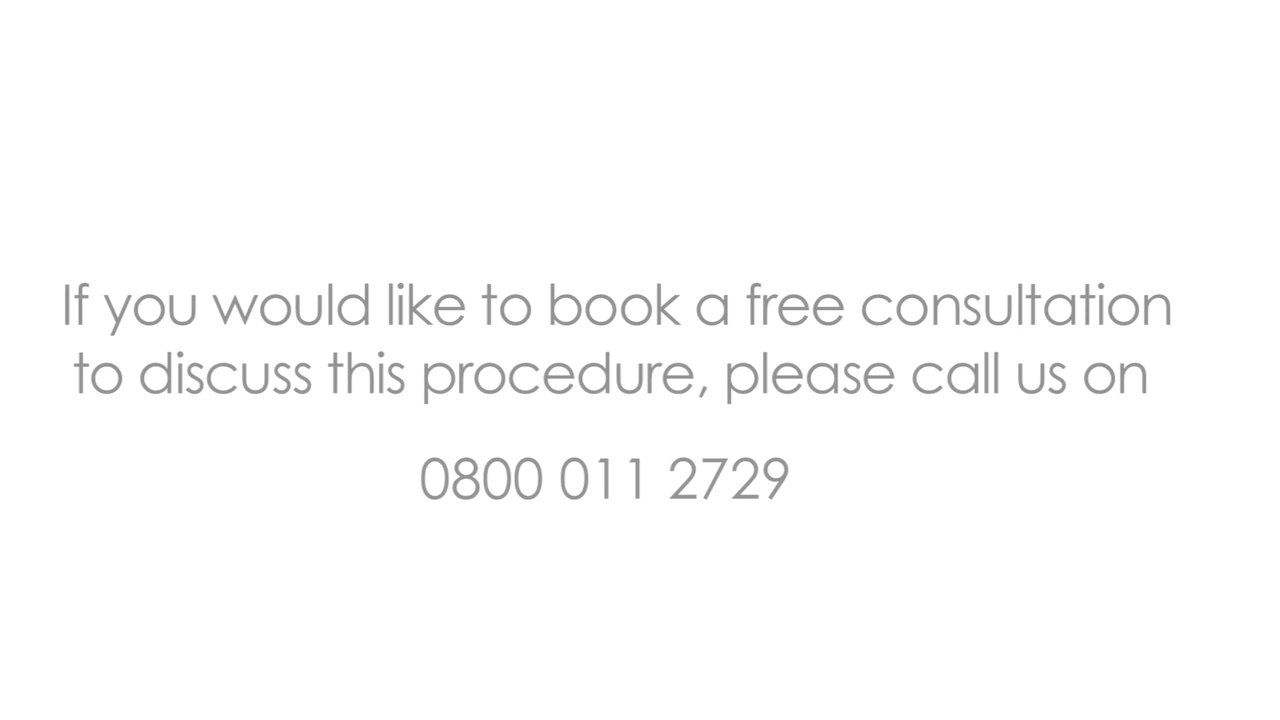 If you would like to book a free consultation
to discuss this procedure, please call us on
0800 011 2729